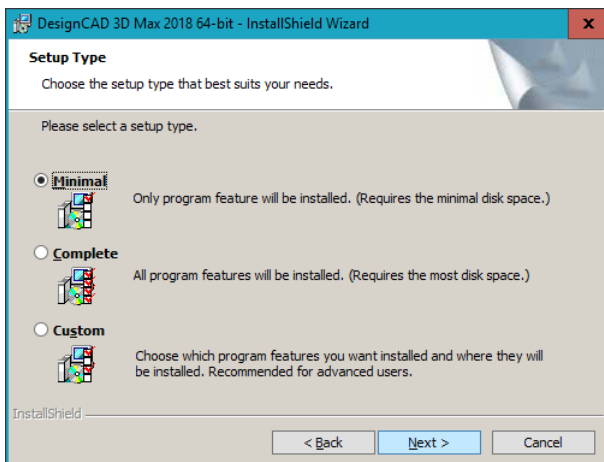 DesignCAD 3D Max 2018 64-bit - InstallShield Wizard
x
Setup Type
Choose the setup type that best suits your needs.
Please select a setup type.
Minimal
Only program feature will be installed. (Requires the minimal disk space.)
Complete
All program features will be installed. (Requires the most disk space.)
Custom
Choose which program features you want installed and where they will
be installed. Recommended for advanced users.
InstallShield
< Back
Next >
Cancel